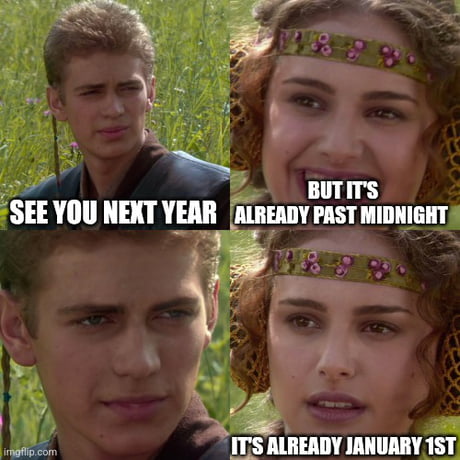 SEE YOU NEXT YEAR
BUT IT'S
ALREADY PAST MIDNIGHT
IT'S ALREADY JANUARY 1ST
imgflip.com